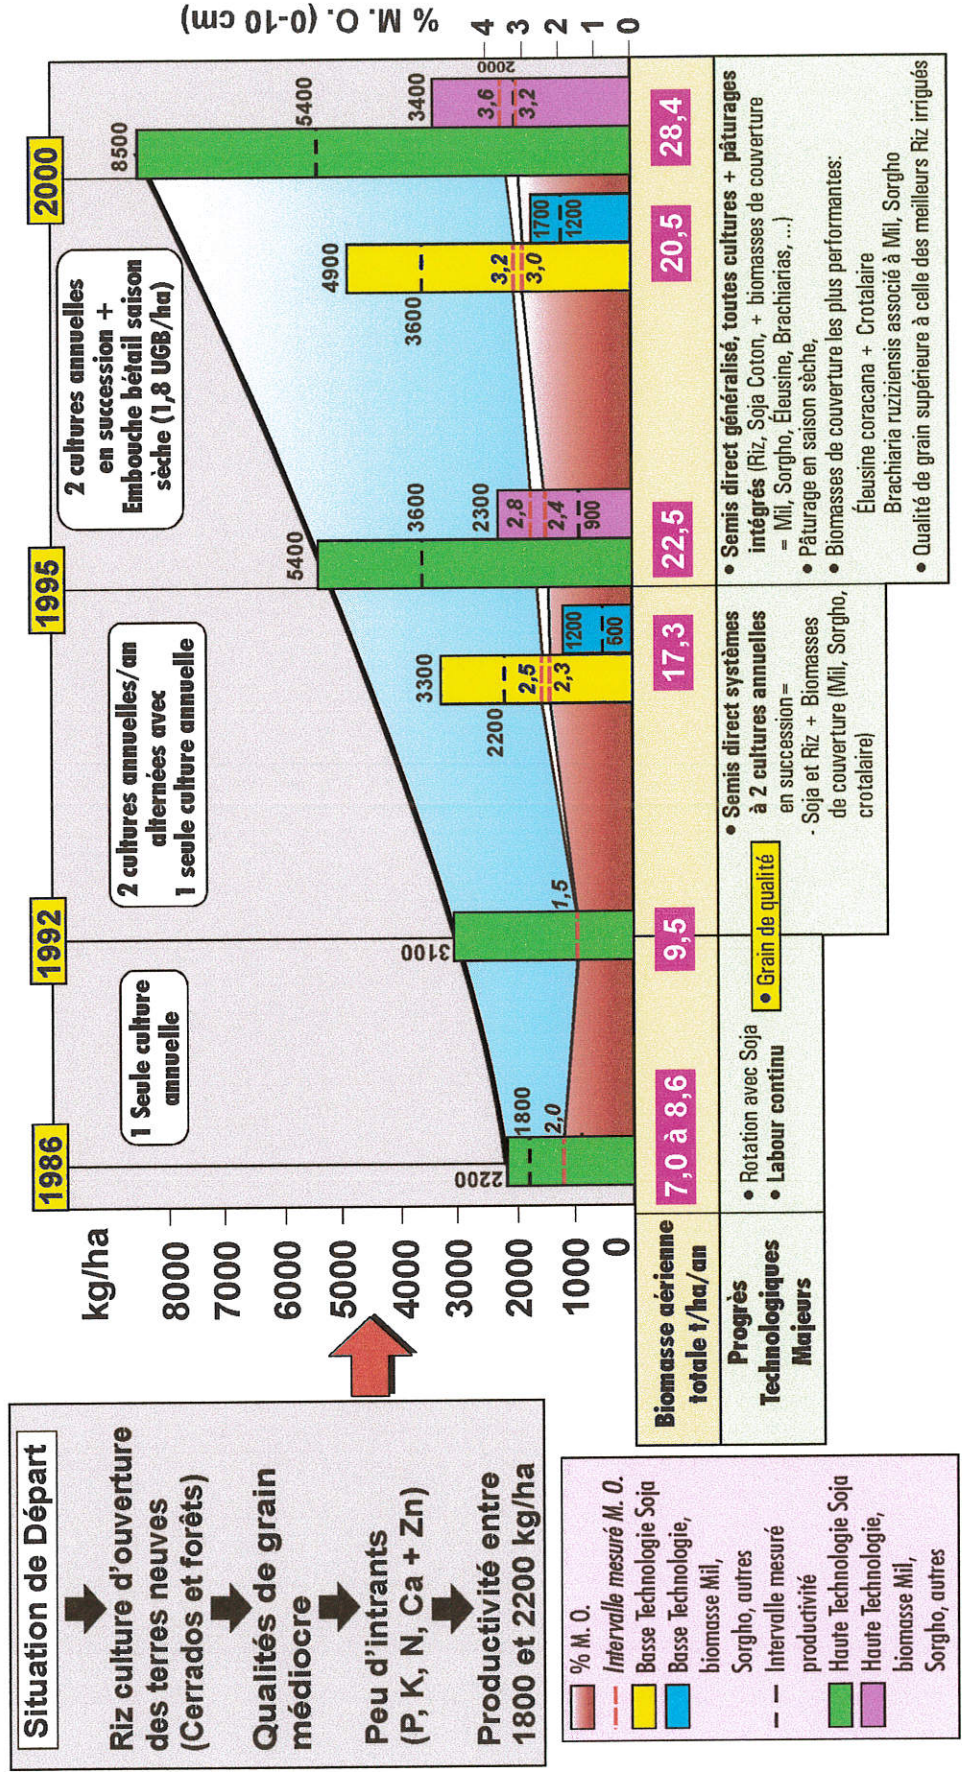 Situation de Départ
Riz culture d'ouverture
des terres neuves
(Cerrados et forêts)
Qualités de grain
médiocre
Peu d'intrants
(P, K, N, Ca + Zn)
Productivité entre
1800 et 2200 kg/ha
% M. O.
Intervalle mesuré M. O.
Basse Technologie Soja
Basse Technologie,
biomasse Mil,
Sorgho, autres
Intervalle mesuré
productivité
Haute Technologie Soja
Haute Technologie,
biomasse Mil,
Sorgho, autres
kg/ha
8000
7000
6000
5000
4000
3000
2000
1000
0
1986
1992
1995
2000
1 Seule culture
annuelle
2 cultures annuelles/an
alternées avec
1 seule culture annuelle
2 cultures annuelles
en succession +
Embouche bétail saison
sèche (1,8 UGB/ha)
2200
1800
2,0
3100
1,5
3300
2200
2,5
2,3
1200
600
5400
3600
2300
2,8
2,4
900
4900
3600
3,2
3,0
1700
1200
8500
5400
3400
3,6
3,2
2000
% M. O. (0-10 cm)
4
3
2
1
0
Biomasse aérienne
totale t/ha/an
7,0 à 8,6
9,5
17,3
22,5
20,5
28,4
Progrès
Technologiques
Majeurs
• Rotation avec Soja
• Labour continu
• Grain de qualité
• Semis direct systèmes
à 2 cultures annuelles
en succession=
- Soja et Riz + Biomasses
de couverture (Mil, Sorgho,
crotalaire)
• Semis direct généralisé, toutes cultures + pâturages
intégrés (Riz, Soja Coton, + biomasses de couverture
= Mil, Sorgho, Éleusine, Brachiarias, ...)
• Pâturage en saison sèche,
• Biomasses de couverture les plus performantes:
Éleusine coracana + Crotalaire
Brachiaria ruziziensis associé à Mil, Sorgho
• Qualité de grain supérieure à celle des meilleurs Riz irrigués